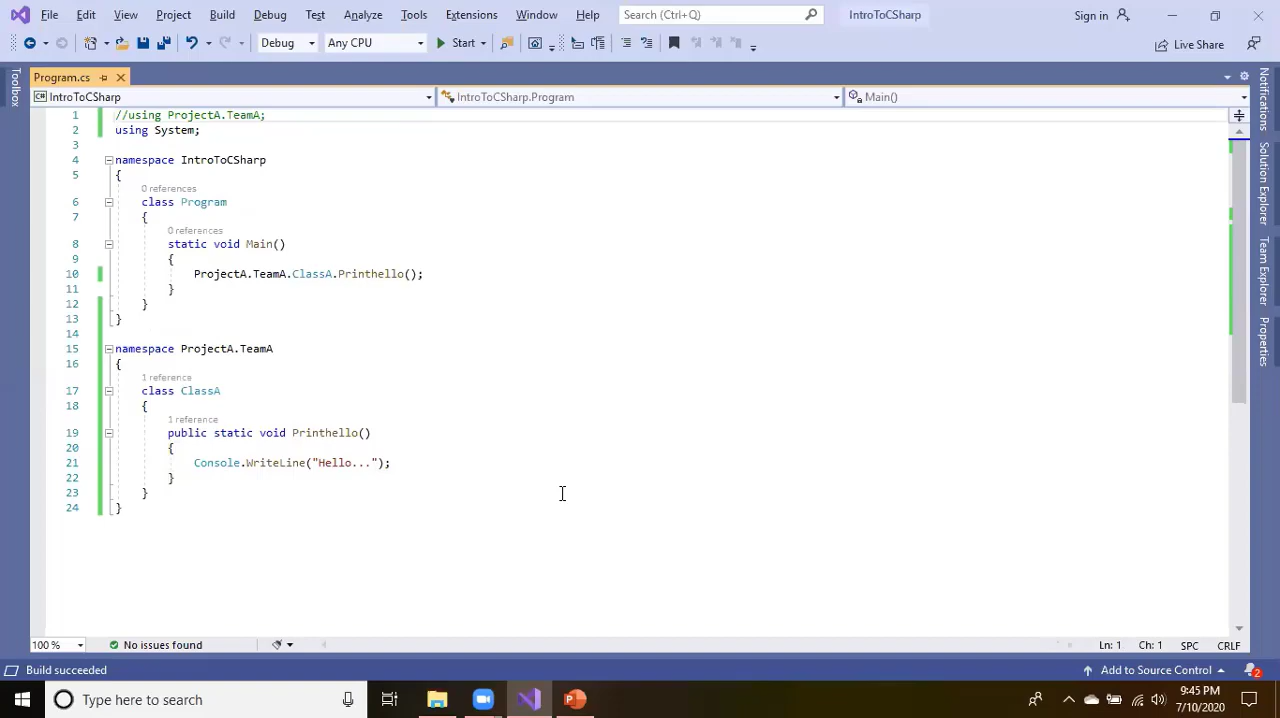 File Edit View Project Build Debug Test Analyze Tools Extensions Window Help Search (Ctrl+Q) IntroToCSharp Sign in
Debug Any CPU Start Live Share
Toolbox
Program.cs
IntroToCSharp IntroToCSharp.Program Main()
1 //using ProjectA.TeamA;
2 using System;
3
4 namespace IntroToCSharp
5 {
0 references
6 class Program
7 {
0 references
8 static void Main()
9 {
10 ProjectA.TeamA.ClassA.Printhello();
11 }
12 }
13 }
14
15 namespace ProjectA.TeamA
16 {
1 reference
17 class ClassA
18 {
1 reference
19 public static void Printhello()
20 {
21 Console.WriteLine("Hello...");
22 }
23 }
24 }
Notifications
Solution Explorer
Team Explorer
Properties
100 % No issues found Ln: 1 Ch: 1 SPC CRLF
Build succeeded Add to Source Control 2
Type here to search 9:45 PM
7/10/2020